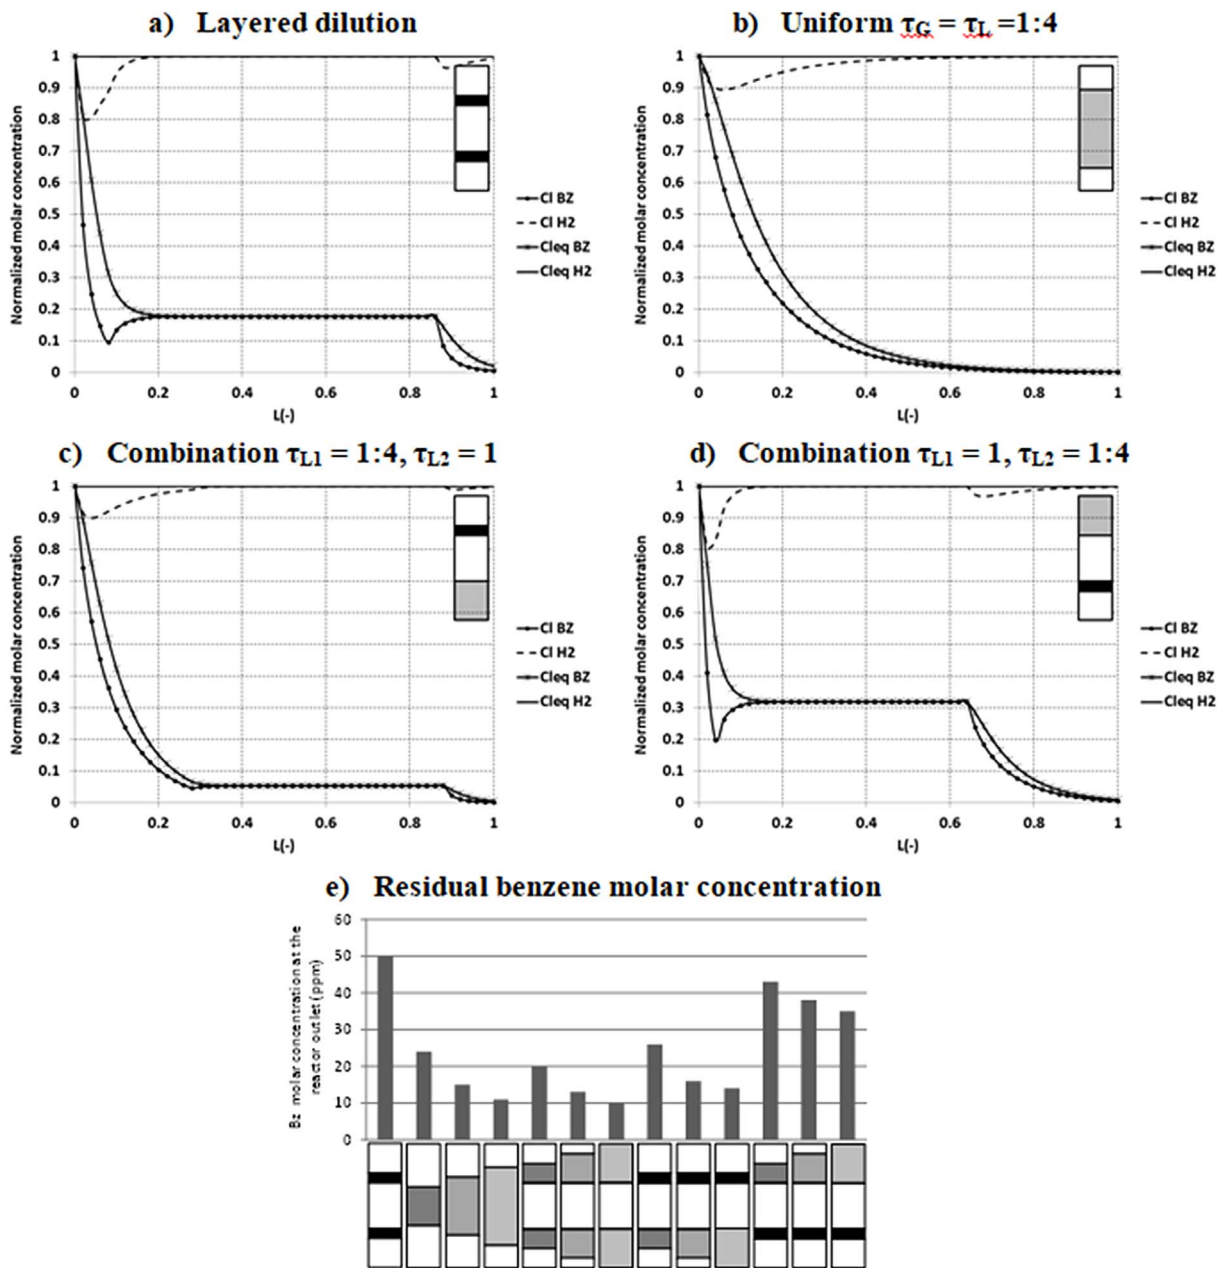 a) Layered dilution
1
0.9
0.8
0.7
0.6
0.5
0.4
0.3
0.2
0.1
0
Normalized molar concentration
0 0.2 0.4 0.6 0.8 1
L(-)
Cl BZ
Cl H2
Cleq BZ
Cleq H2
b) Uniform τG = τL =1:4
1
0.9
0.8
0.7
0.6
0.5
0.4
0.3
0.2
0.1
0
Normalized molar concentration
0 0.2 0.4 0.6 0.8 1
L(-)
Cl BZ
Cl H2
Cleq BZ
Cleq H2
c) Combination τL1 = 1:4, τL2 = 1
1
0.9
0.8
0.7
0.6
0.5
0.4
0.3
0.2
0.1
0
Normalized molar concentration
0 0.2 0.4 0.6 0.8 1
L(-)
Cl BZ
Cl H2
Cleq BZ
Cleq H2
d) Combination τL1 = 1, τL2 = 1:4
1
0.9
0.8
0.7
0.6
0.5
0.4
0.3
0.2
0.1
0
Normalized molar concentration
0 0.2 0.4 0.6 0.8 1
L(-)
Cl BZ
Cl H2
Cleq BZ
Cleq H2
e) Residual benzene molar concentration
60
50
40
30
20
10
0
Bz molar concentration at the
reactor outlet (ppm)